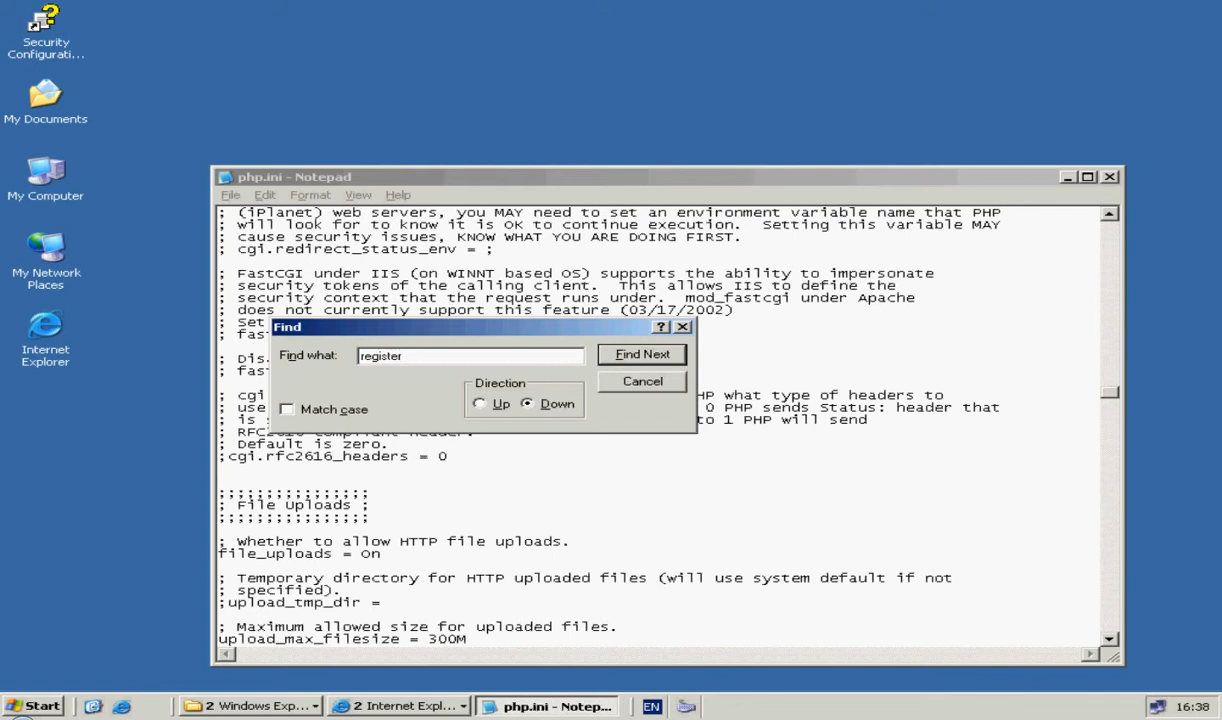 Security
Configurati...
My Documents
My Computer
My Network
Places
Internet
Explorer
php.ini - Notepad
File Edit Format View Help
; (iPlanet) web servers, you MAY need to set an environment variable name that PHP
; will look for to know it is OK to continue execution.  Setting this variable MAY
; cause security issues, KNOW WHAT YOU ARE DOING FIRST.
; cgi.redirect_status_env = ;
; FastCGI under IIS (on WINNT based OS) supports the ability to impersonate
; security tokens of the calling client.  This allows IIS to define the
; security context that the request runs under.  mod_fastcgi under Apache
; does not currently support this feature (03/17/2002)
; Set
; fas
; Dis
; fas
; cgi
HP what type of headers to
; use
0 PHP sends Status: header that
; is
to 1 PHP will send
; RFC2616 compliant header.
; Default is zero.
;cgi.rfc2616_headers = 0
;;;;;;;;;;;;;;;;
; File Uploads ;
;;;;;;;;;;;;;;;;
; Whether to allow HTTP file uploads.
file_uploads = On
; Temporary directory for HTTP uploaded files (will use system default if not
; specified).
;upload_tmp_dir =
; Maximum allowed size for uploaded files.
upload_max_filesize = 300M
Find
Find what: register
Find Next
Direction
Cancel
Match case
Up Down
Start
2 Windows Exp...
2 Internet Expl...
php.ini - Notep...
EN
16:38